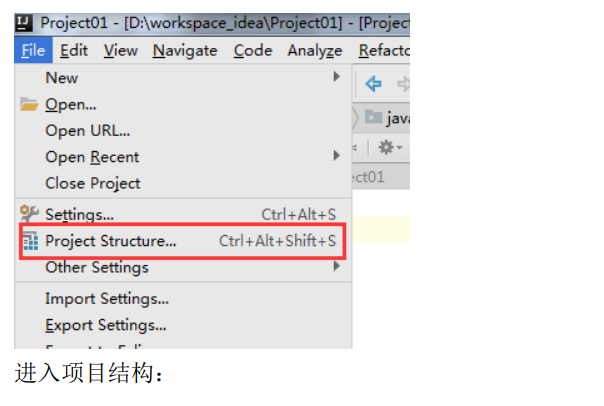 Project01 - [D:\workspace_idea\Project01] - [Project
File Edit View Navigate Code Analyze Refacto
New
Open...
java
Open URL...
Open Recent
Close Project
ect01
Settings... Ctrl+Alt+S
Project Structure... Ctrl+Alt+Shift+S
Other Settings
Import Settings...
Export Settings...
进入项目结构：